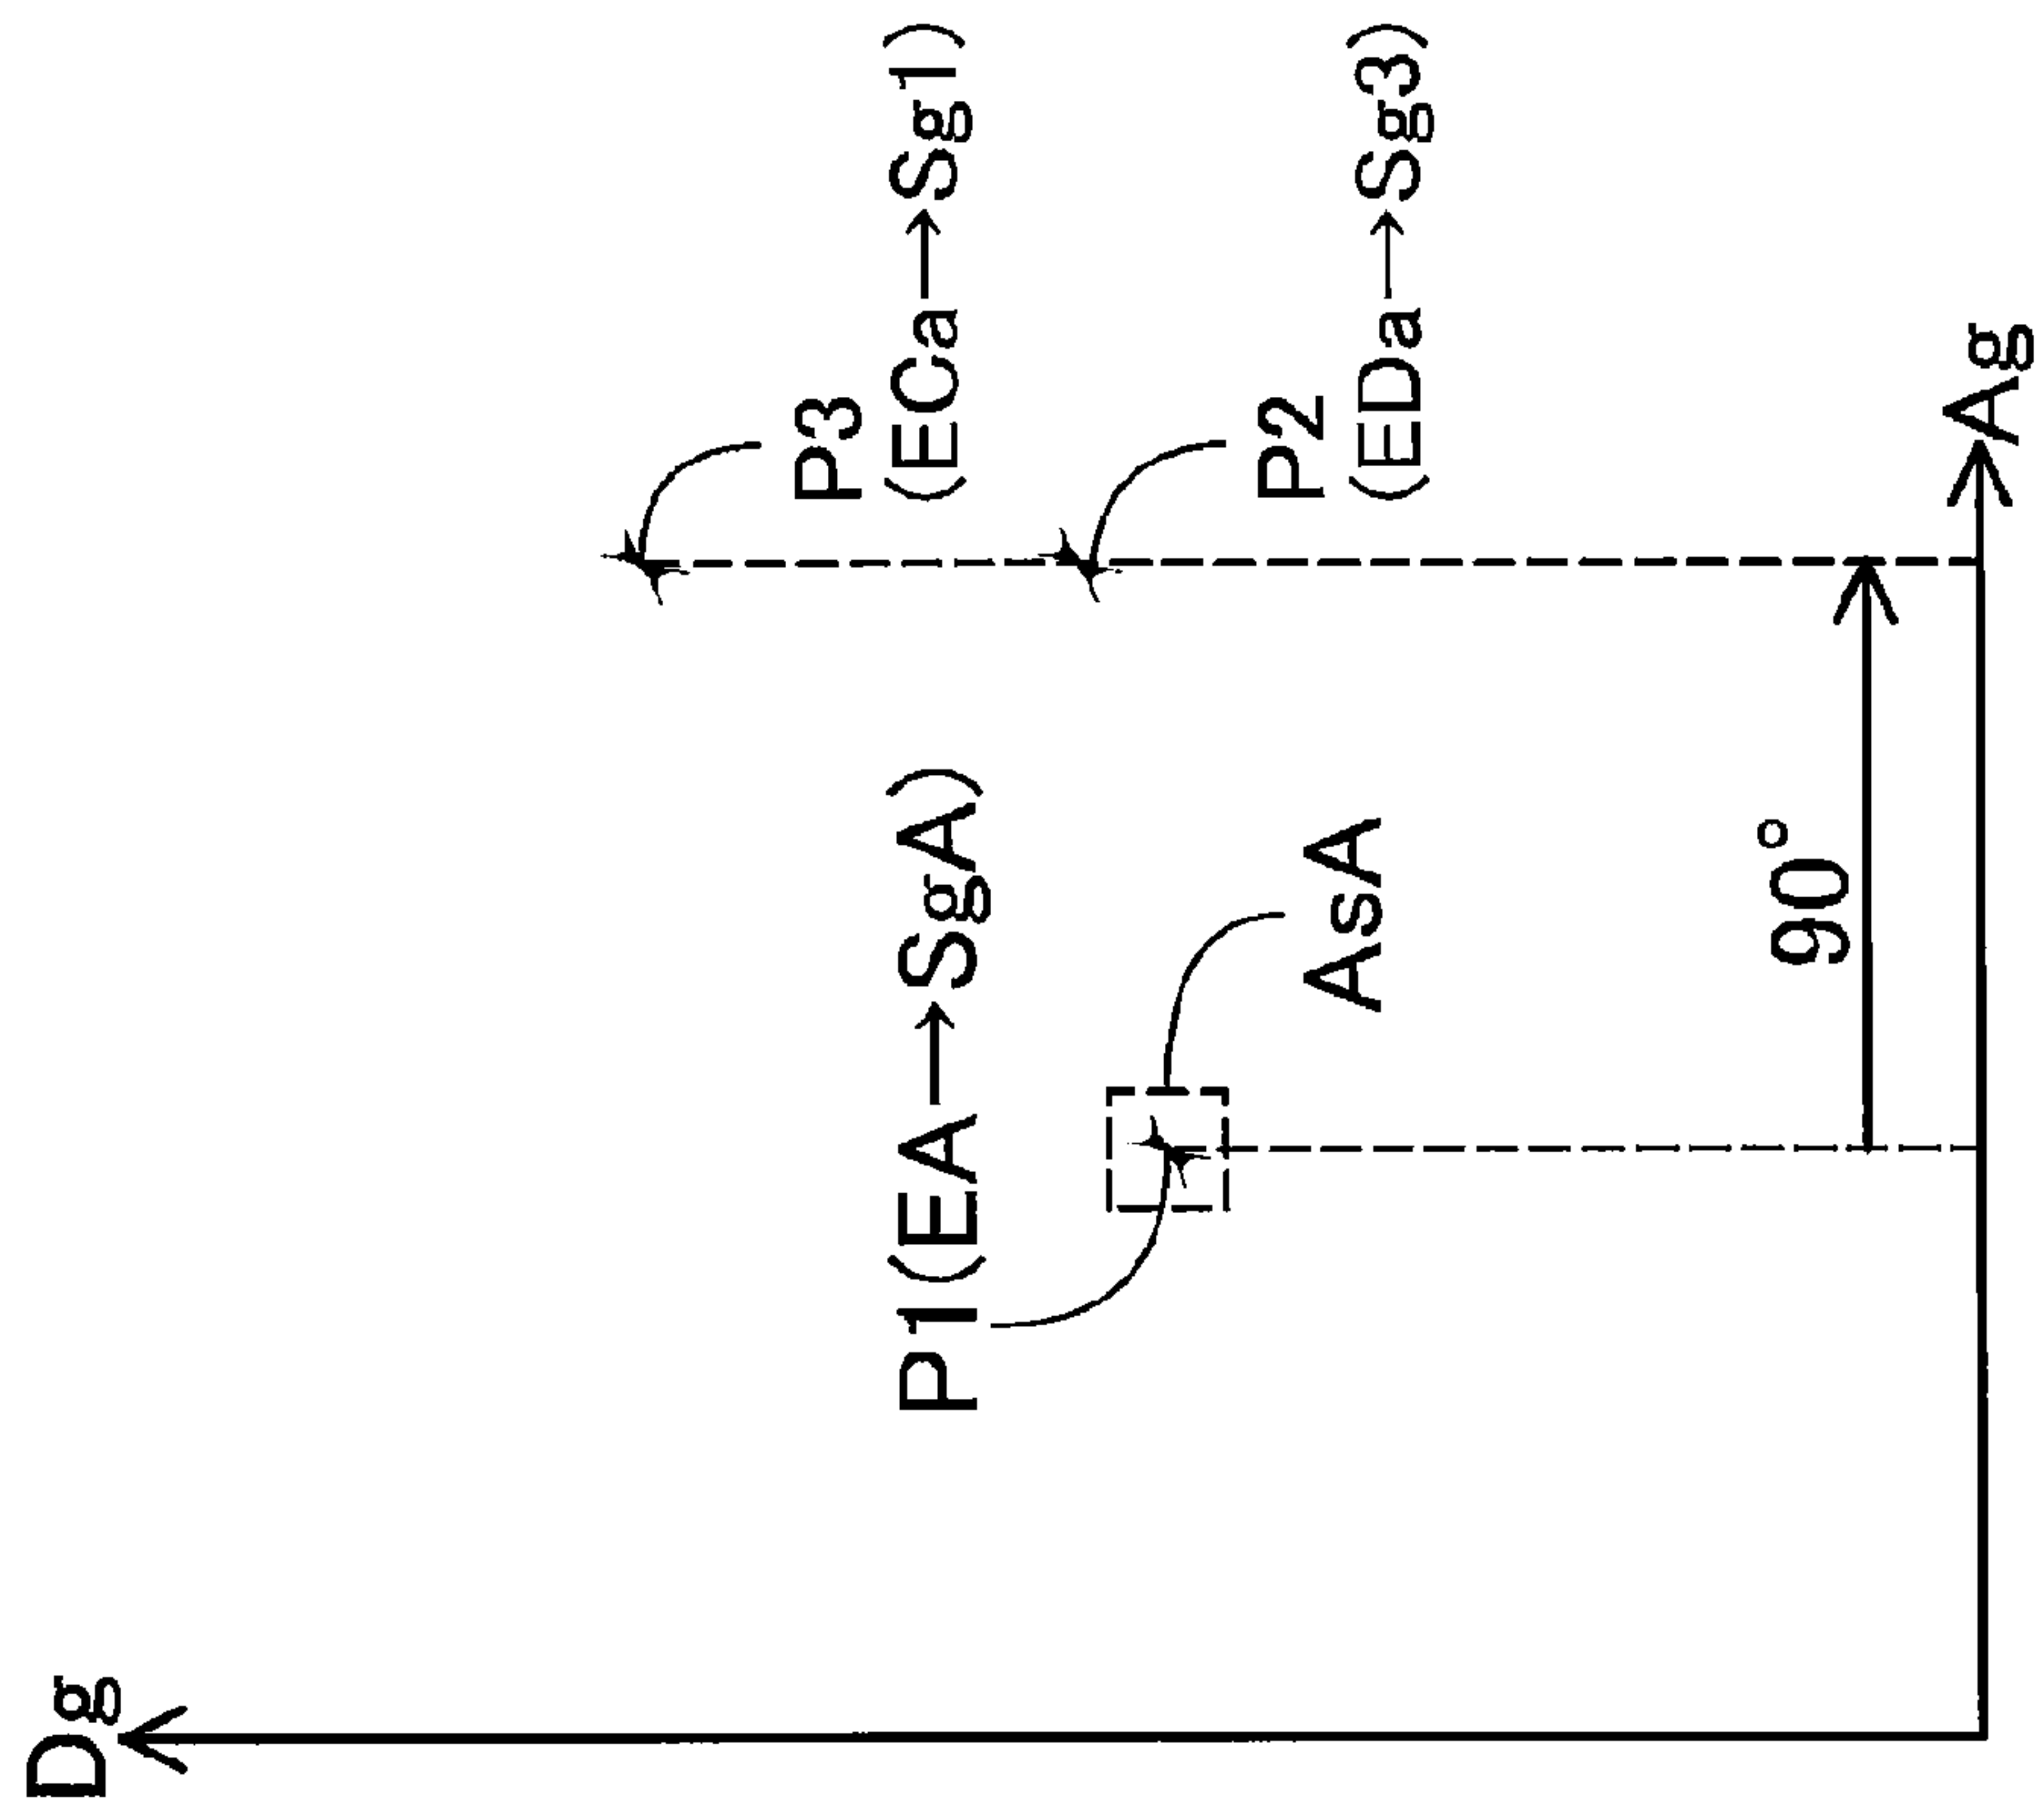 Dg
P3
(ECa→Sg1)
P2
(EDa→Sg3)
P1(EA→SgA)
AsA
90°
Ag